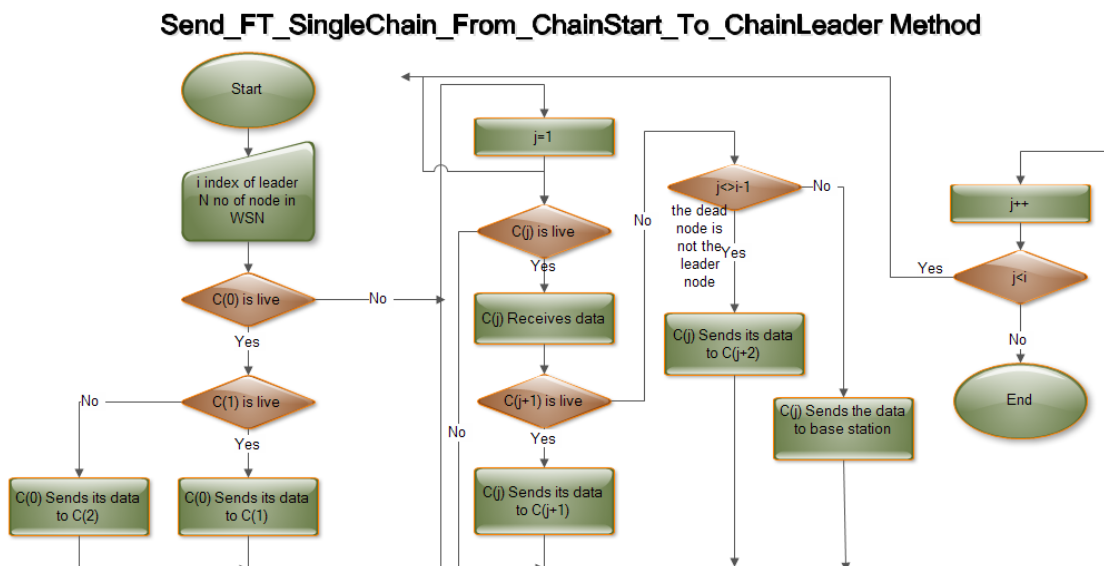 Send_FT_SingleChain_From_ChainStart_To_ChainLeader Method
Start
i index of leader
N no of node in
WSN
C(0) is live
No
Yes
C(1) is live
No
Yes
C(0) Sends its data
to C(2)
C(0) Sends its data
to C(1)
j=1
C(j) is live
Yes
No
C(j) Receives data
C(j+1) is live
No
Yes
C(j) Sends its data
to C(j+1)
j<>i-1
No
the dead
node is
not the
leader
node
Yes
C(j) Sends its data
to C(j+2)
C(j) Sends the data
to base station
j++
j<i
Yes
No
End